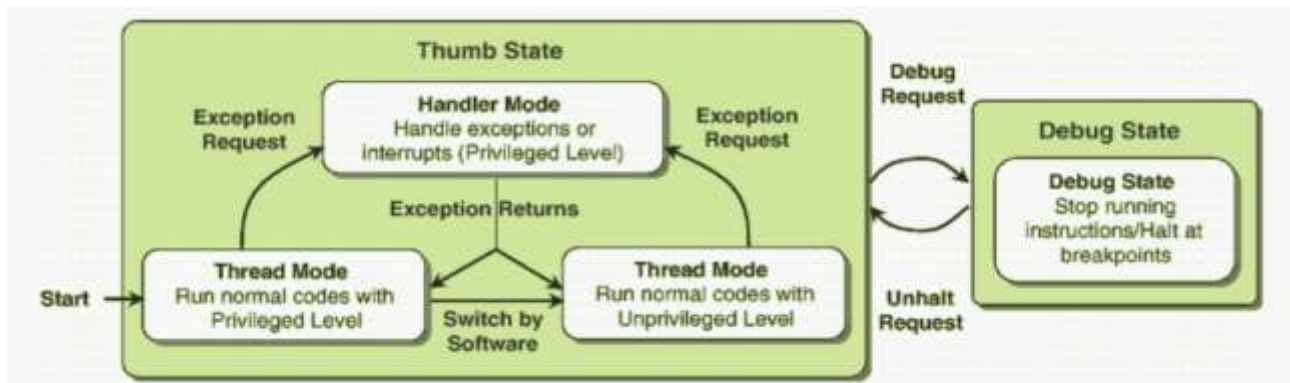 Thumb State
Exception
Request
Handler Mode
Handle exceptions or
interrupts (Privileged Level)
Exception
Request
Exception Returns
Start
Thread Mode
Run normal codes with
Privileged Level
Switch by
Software
Thread Mode
Run normal codes with
Unprivileged Level
Debug
Request
Debug State
Debug State
Stop running
instructions/Halt at
breakpoints
Unhalt
Request